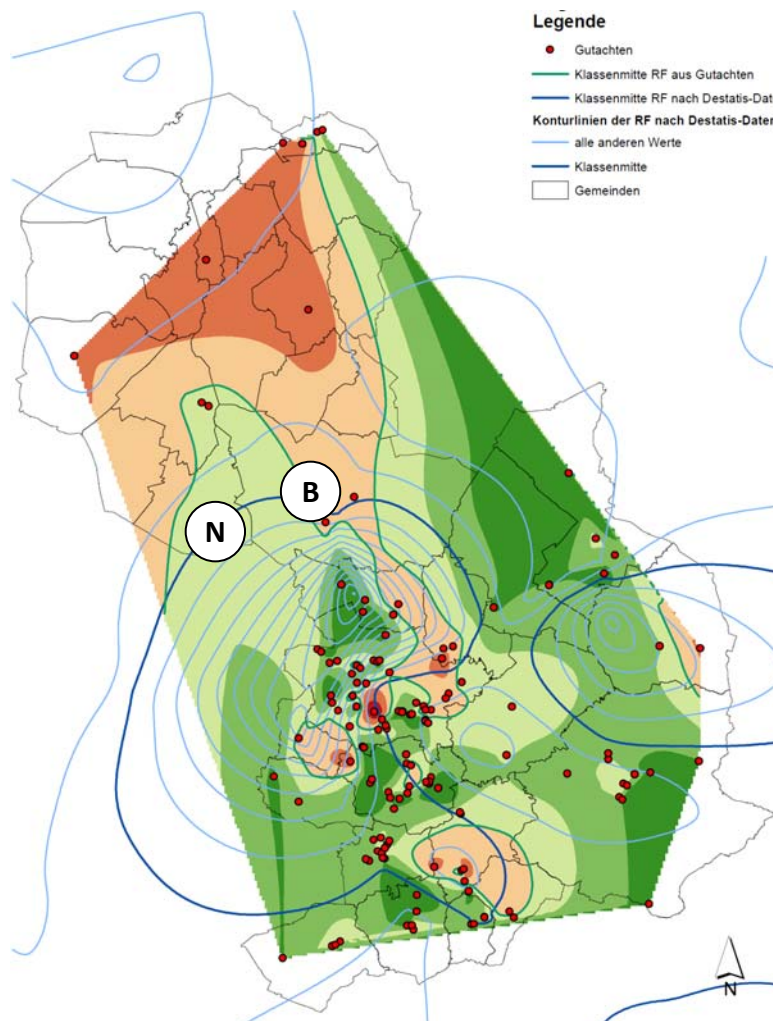 Legende
Gutachten
Klassenmitte RF aus Gutachten
Klassenmitte RF nach Destatis-Dat
Konturlinien der RF nach Destatis-Daten
alle anderen Werte
Klassenmitte
Gemeinden
B
N
N